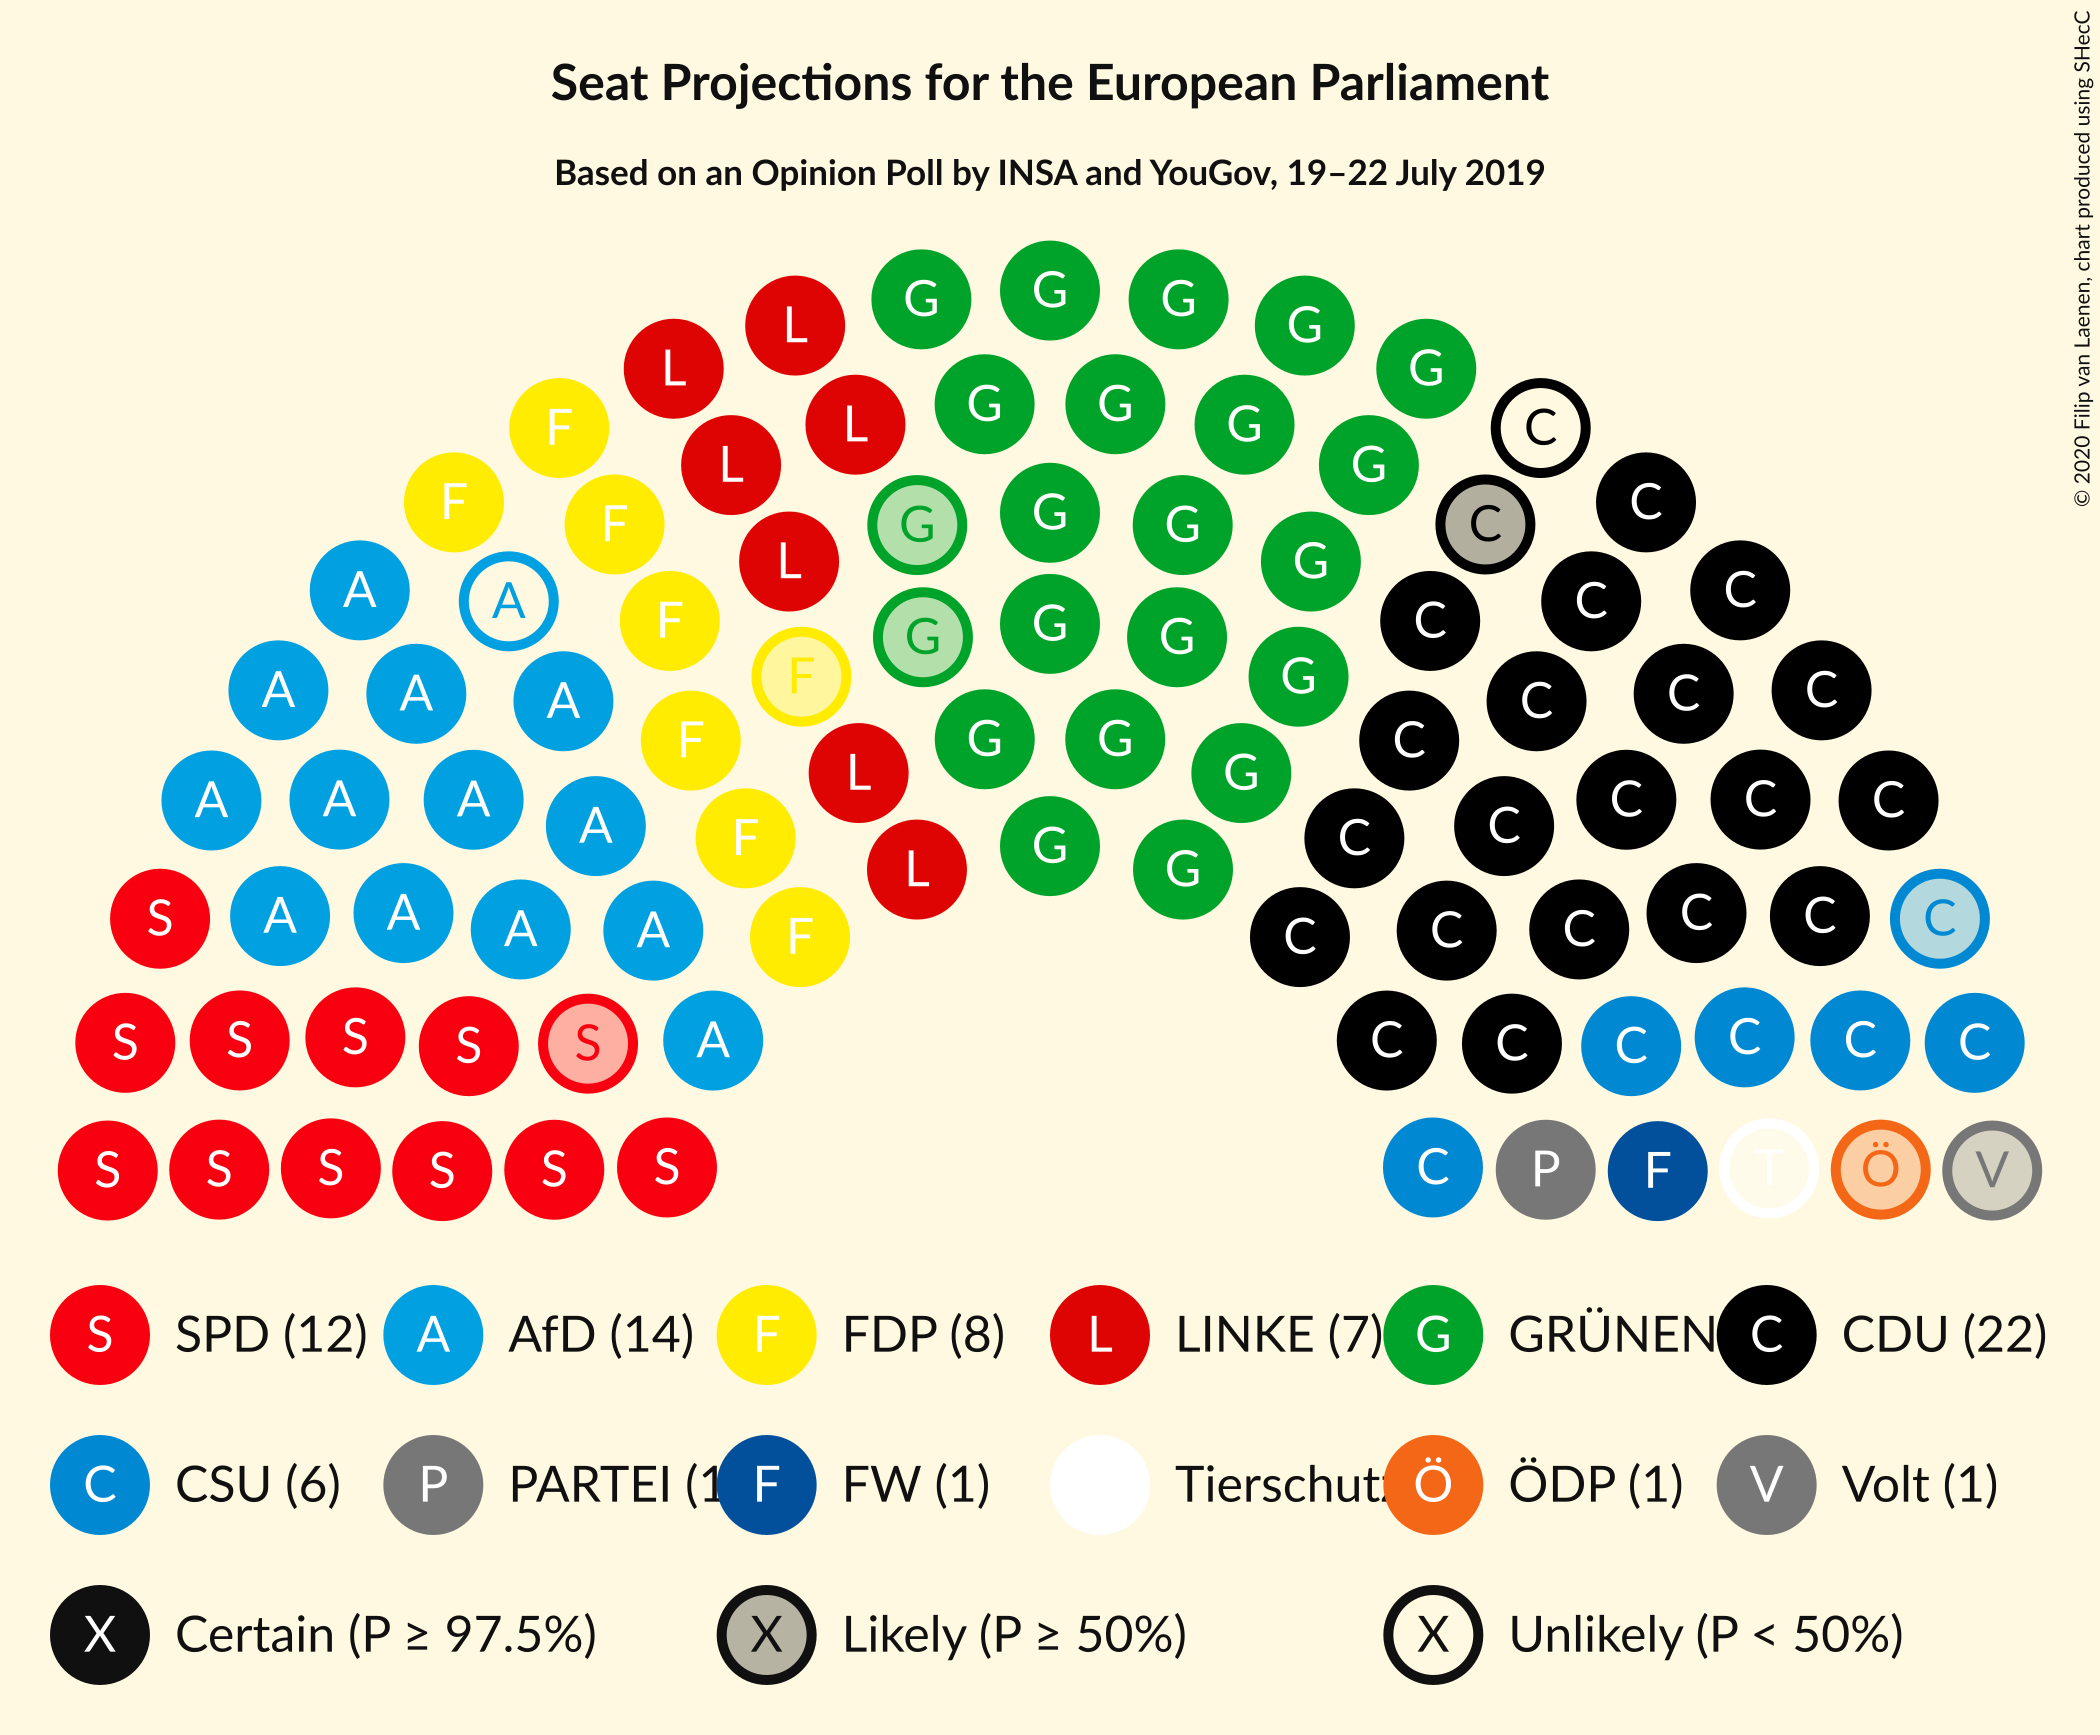 Seat Projections for the European Parliament
Based on an Opinion Poll by INSA and YouGov, 19–22 July 2019
© 2020 Filip van Laenen, chart produced using SHecC
G G G G G
L L
G G G G
L L
F F
C C C
G G G G
L
F
C
A A
F
C C C
G G G G
F
A A A
F
C C C C
G G G
L
A A A A
F
C C C C C
G G
L
S A A A A F
C C C C C C
S S S S S A
C C C C C C
S S S S S S
C P F T Ö V
S SPD (12) A AfD (14) F FDP (8) L LINKE (7) G GRÜNEN C CDU (22)
C CSU (6) P PARTEI (1 F FW (1) Tierschutz Ö ÖDP (1) V Volt (1)
X Certain (P ≥ 97.5%) X Likely (P ≥ 50%) X Unlikely (P < 50%)